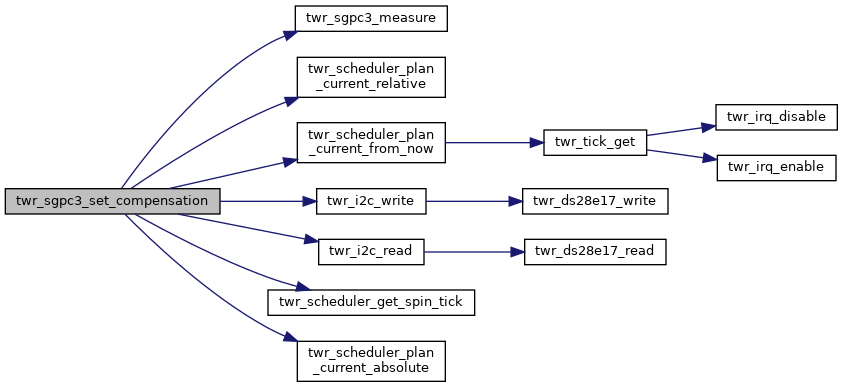 twr_sgpc3_measure
twr_scheduler_plan
_current_relative
twr_scheduler_plan
_current_from_now
twr_tick_get
twr_irq_disable
twr_irq_enable
twr_sgpc3_set_compensation
twr_i2c_write
twr_ds28e17_write
twr_i2c_read
twr_ds28e17_read
twr_scheduler_get_spin_tick
twr_scheduler_plan
_current_absolute